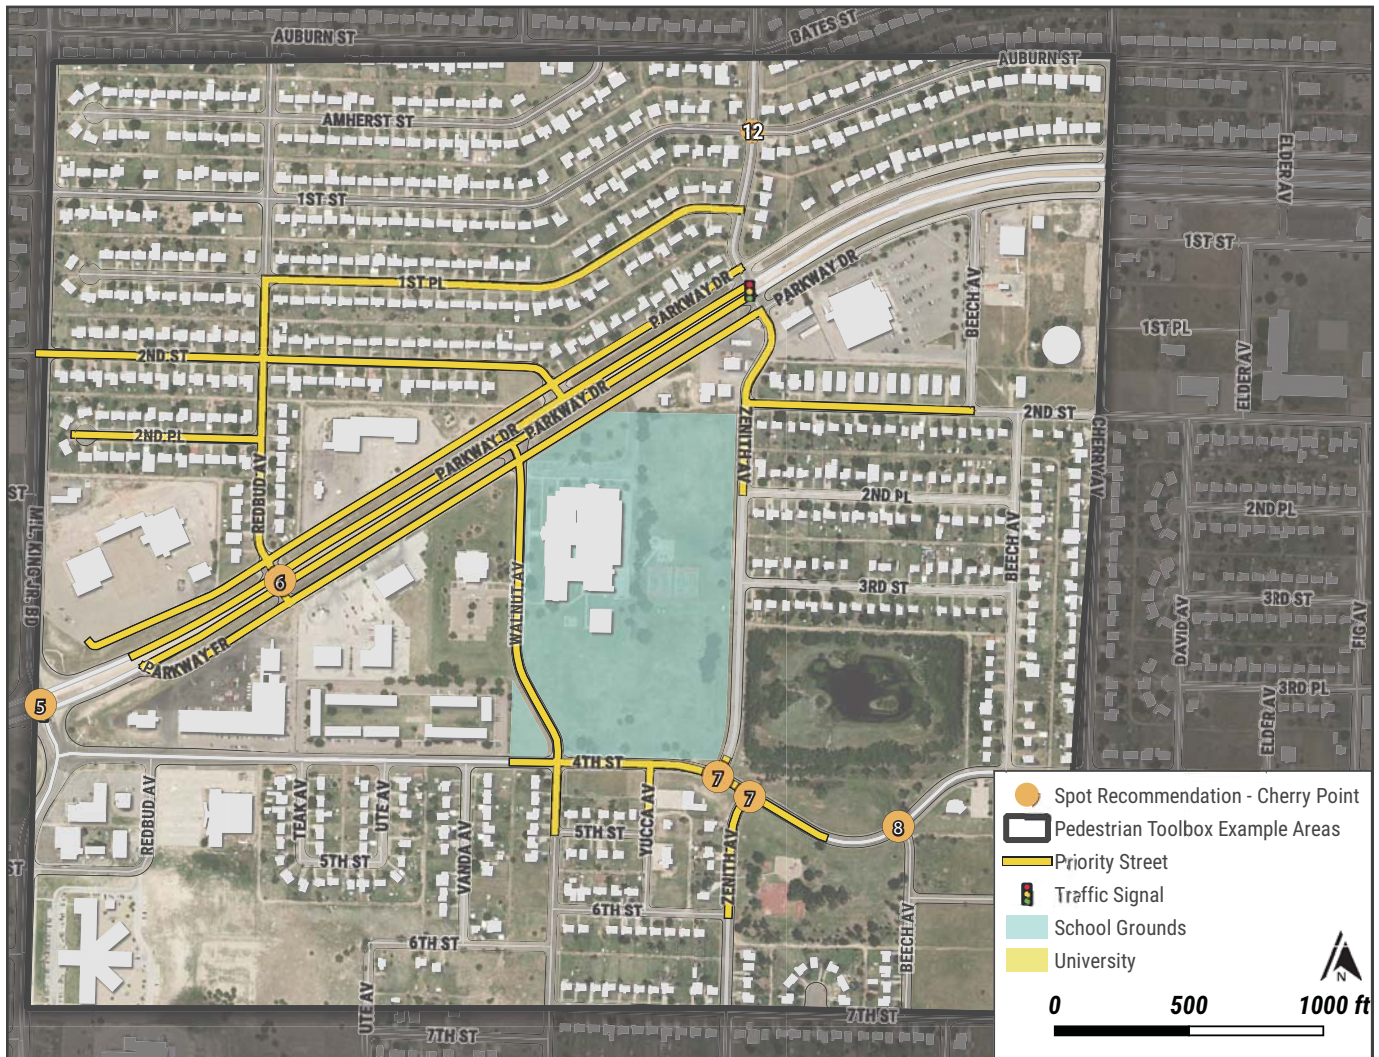 AUBURN ST
BATES ST
AUBURN ST
AMHERST ST
12
ELDER AV
1ST ST
1ST ST
1ST PL
PARKWAY DR
PARKWAY DR
BEECH AV
1ST PL
2ND ST
ELDER AV
PARKWAY DR
2ND ST
ZENITH AV
CHERRY AV
2ND PL
PARKWAY DR
REDBUD AV
ST
2ND PL
2ND PL
M.L. KING JR. BD
BEECH AV
6
WALNUT AV
3RD ST
3RD ST
DAVID AV
FIG AV
PARKWAY FR
3RD PL
5
ELDER AV
4TH ST
7
7
8
REDBUD AV
TEAK AV
UTE AV
VANDA AV
5TH ST
YUCCA AV
ZENITH AV
ST
5TH ST
6TH ST
6TH ST
BEECH AV
UTE AV
7TH ST
7TH ST
Spot Recommendation - Cherry Point
Pedestrian Toolbox Example Areas
Priority Street
Traffic Signal
School Grounds
University
N
0 500 1000 ft